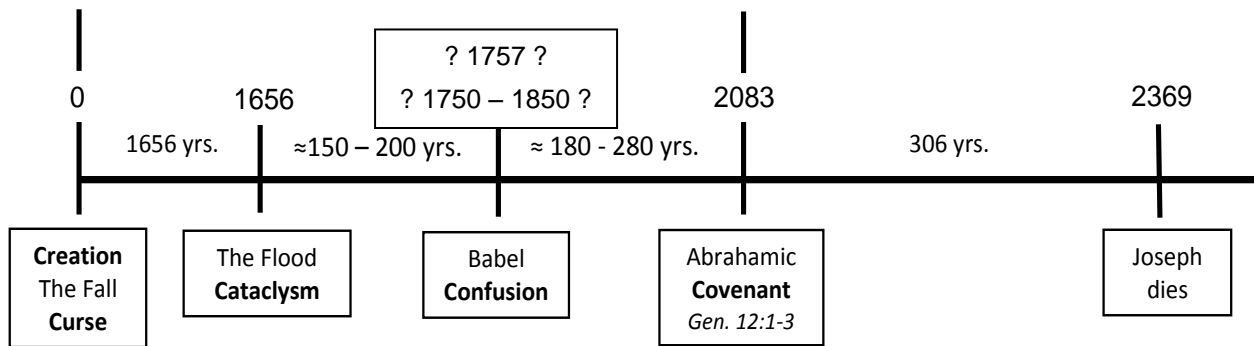 ? 1757 ?
? 1750 – 1850 ?
0
1656
2083
2369
1656 yrs.
≈150 – 200 yrs.
≈ 180 - 280 yrs.
306 yrs.
Creation
The Fall
Curse
The Flood
Cataclysm
Babel
Confusion
Abrahamic
Covenant
Gen. 12:1-3
Joseph
dies